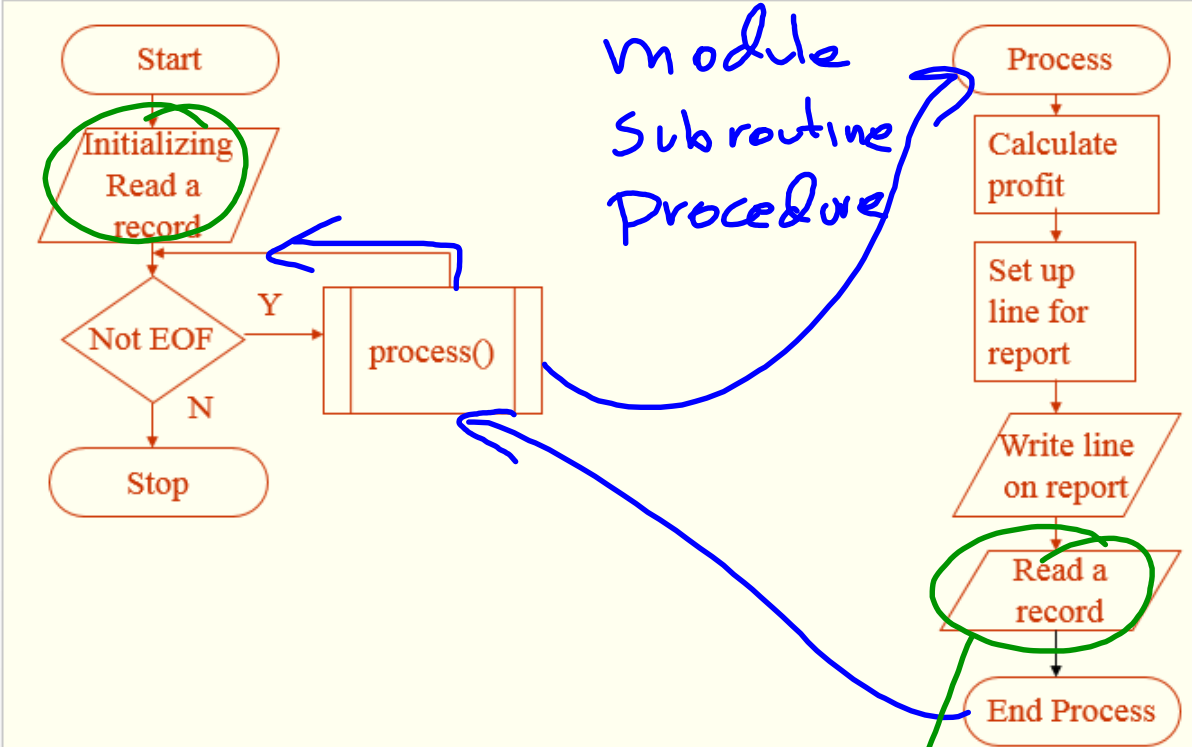 Start
Initializing
Read a
record
Not EOF
Y
N
Stop
process()
module
Subroutine
Procedure
Process
Calculate
profit
Set up
line for
report
Write line
on report
Read a
record
End Process